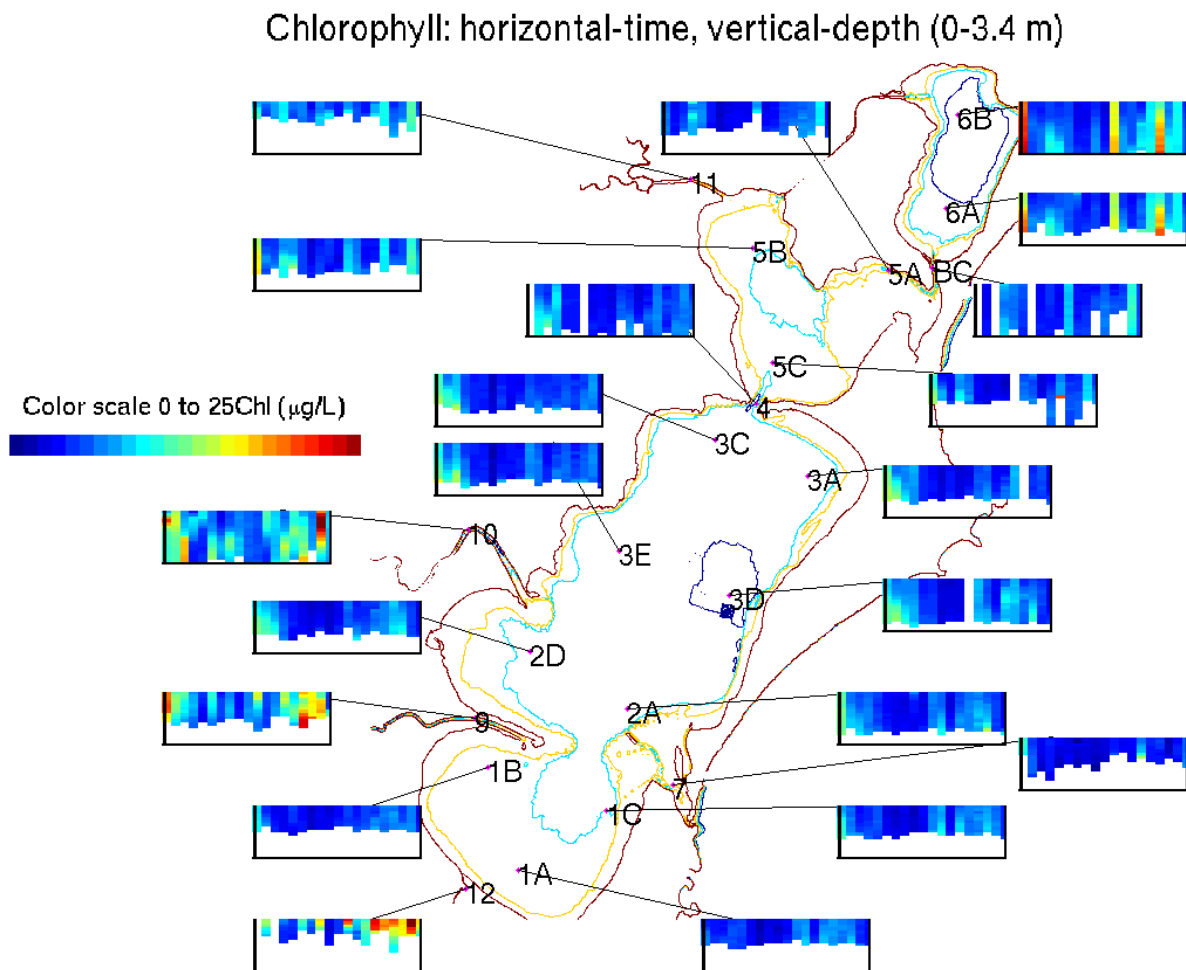 Chlorophyll: horizontal-time, vertical-depth (0-3.4 m)
6B
11
6A
5B
5A
BC
5C
4
Color scale 0 to 25Chl (µg/L)
3C
3A
10
3E
3D
2D
2A
9
1B
7
1C
1A
12